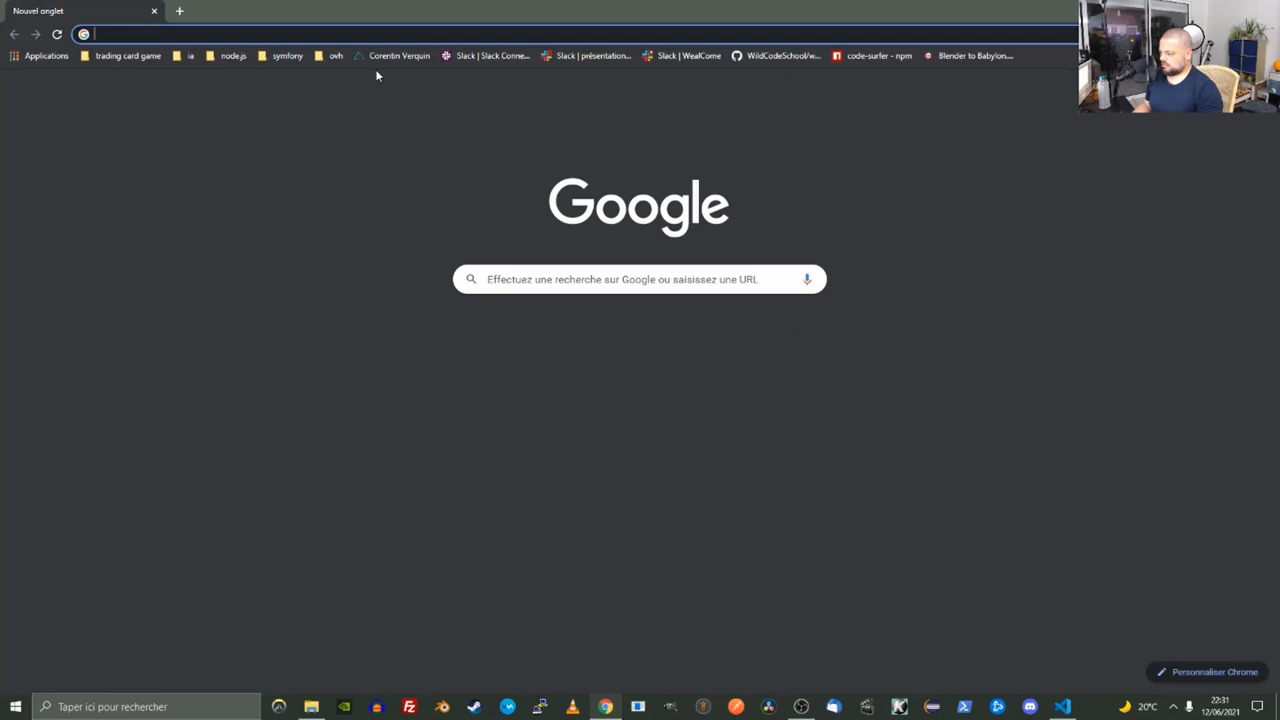 Nouvel onglet
Applications trading card game ia node.js symfony ovh Corentin Verquin Slack | Slack Conne... Slack | présentation... Slack | WealCome WildCodeSchool/w... code-surfer - npm Blender to Babylon....
Google
Effectuez une recherche sur Google ou saisissez une URL
Personnaliser Chrome
Taper ici pour rechercher
20°C
22:31
12/06/2021